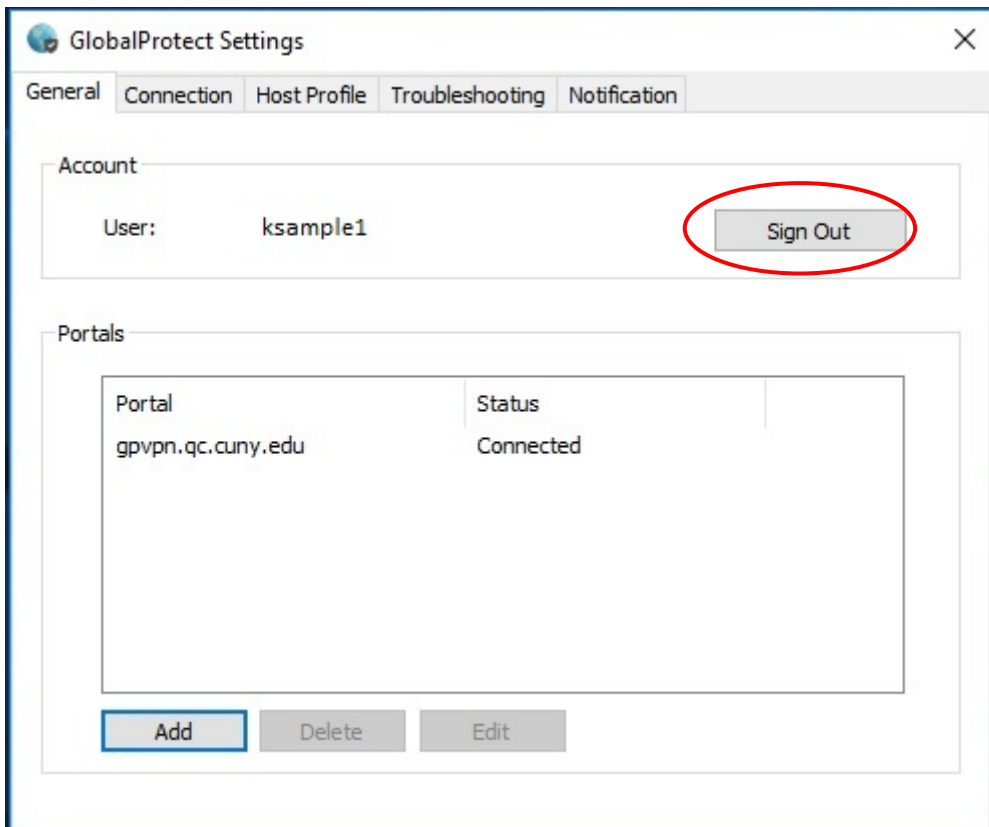 GlobalProtect Settings
General Connection Host Profile Troubleshooting Notification
Account
User: ksample1 Sign Out
Portals
Portal Status
gpvpn.qc.cuny.edu Connected
Add Delete Edit